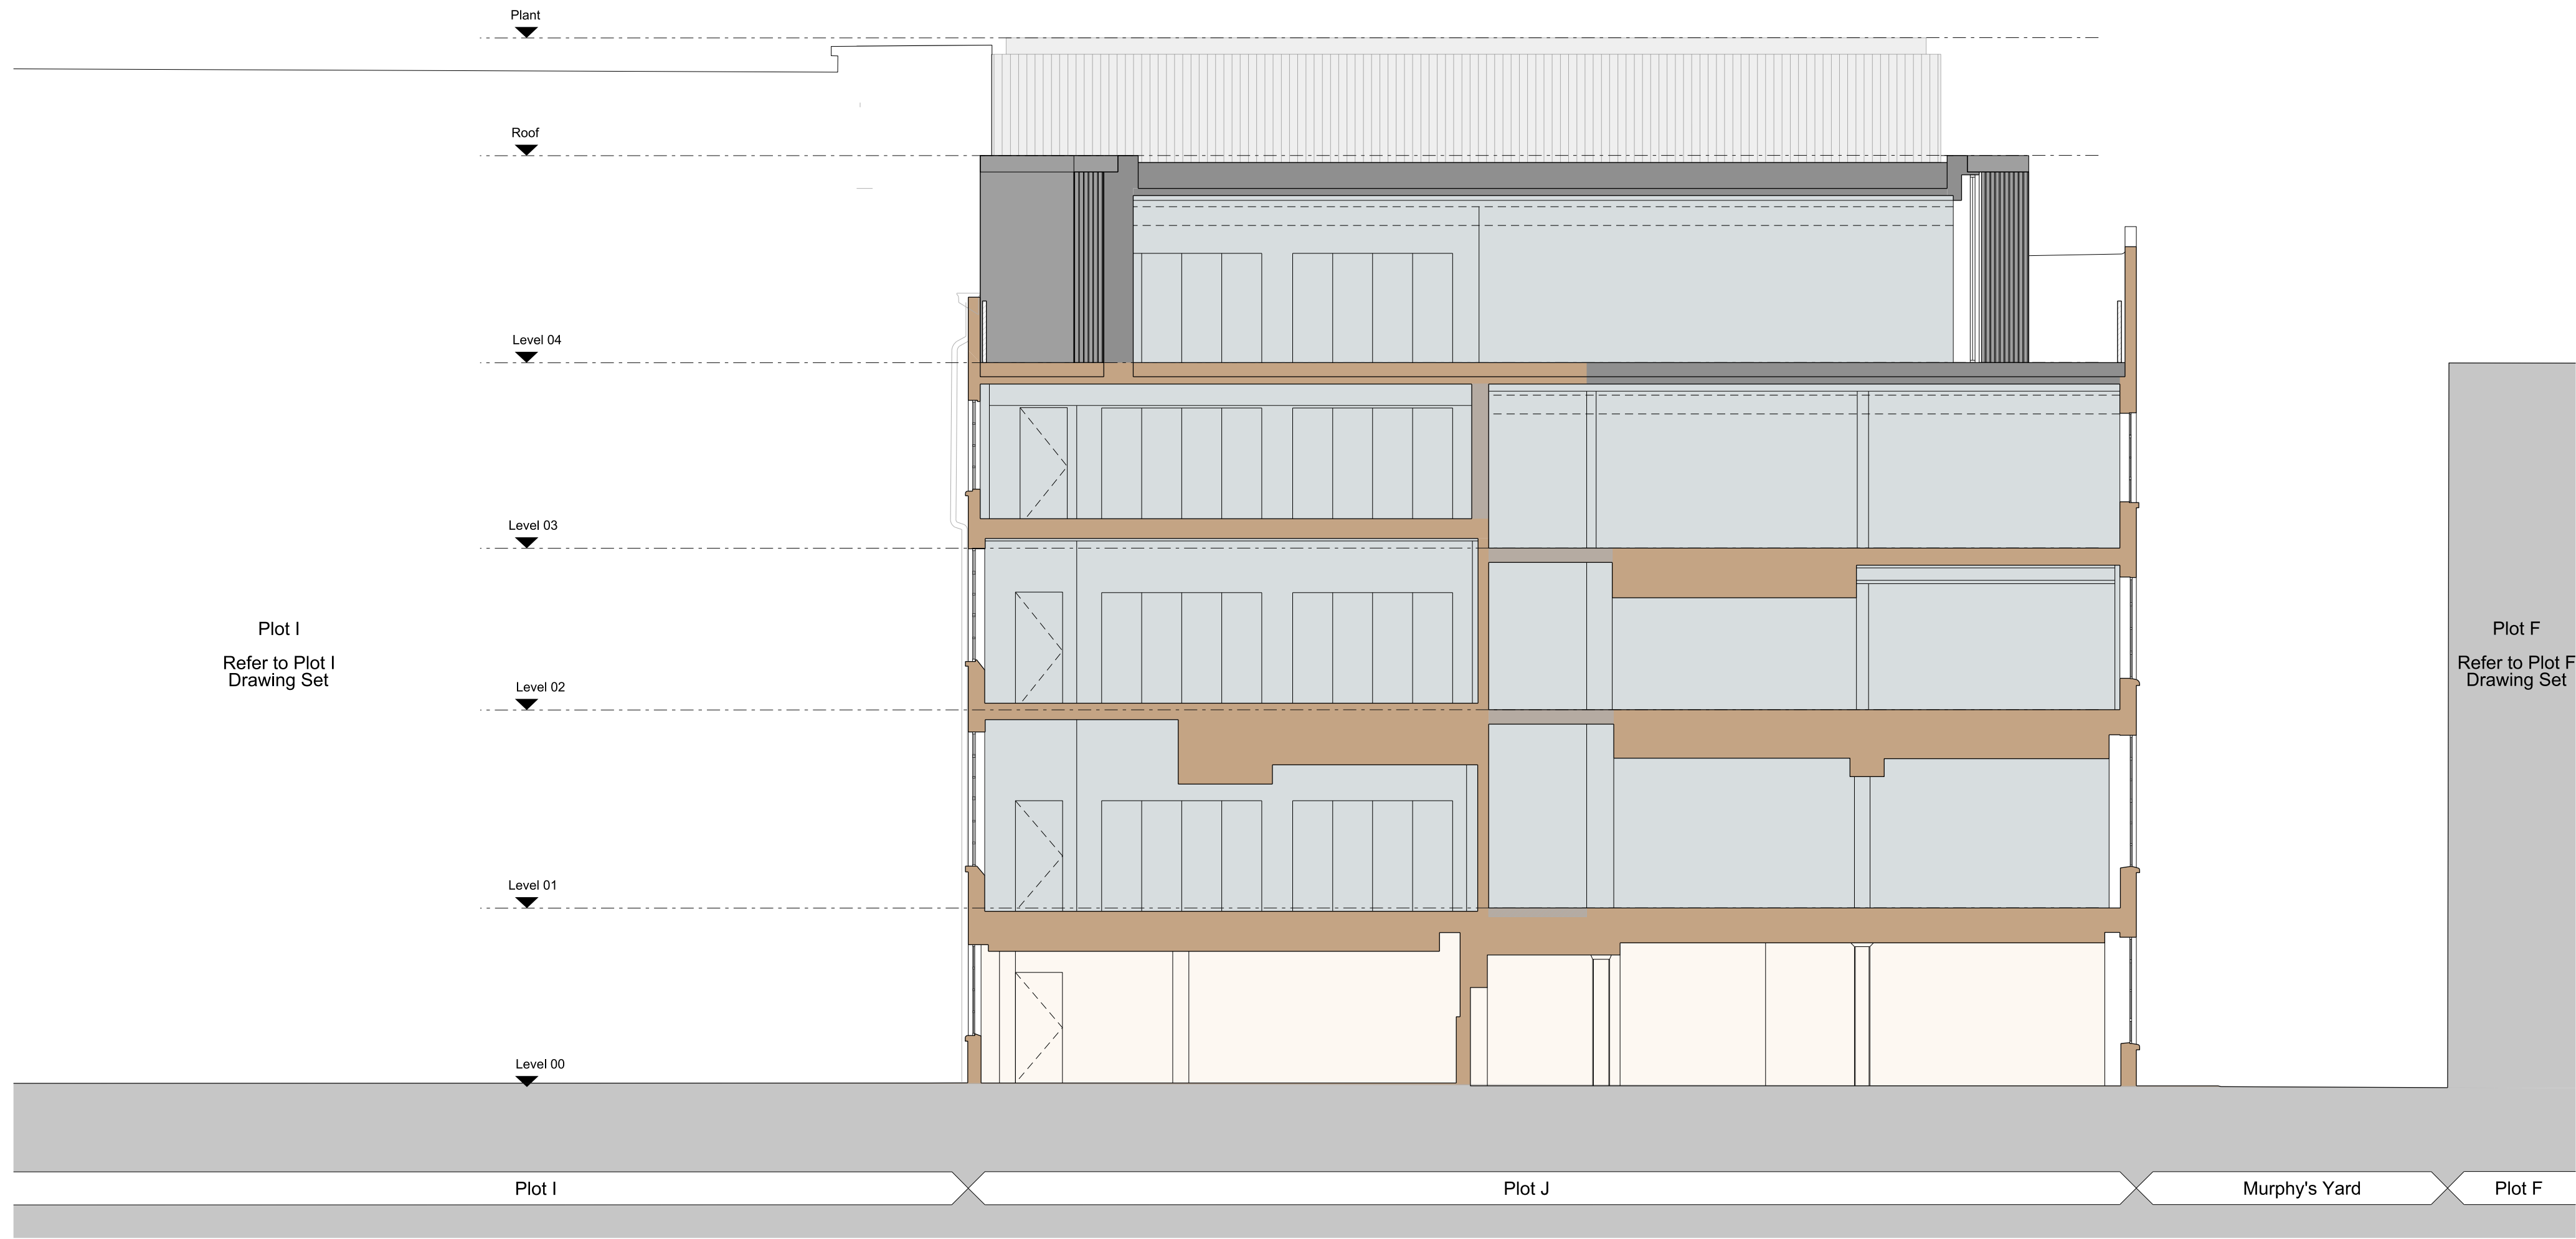 Plant
Roof
Level 04
Level 03
Level 02
Level 01
Level 00
Plot I
Refer to Plot I
Drawing Set
Plot F
Refer to Plot F
Drawing Set
Plot I
Plot J
Murphy's Yard
Plot F